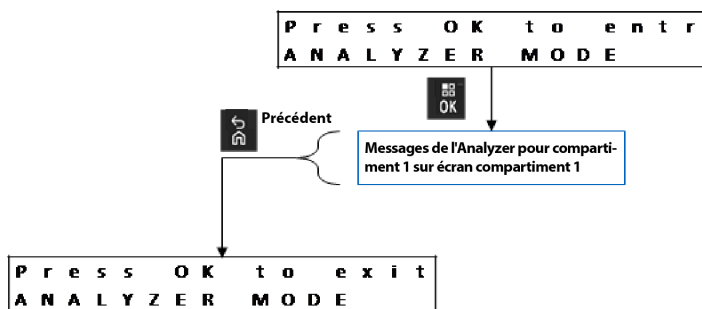 Press OK to entr
ANALYZER MODE
OK
Précédent
Messages de l'Analyzer pour comparti-
ment 1 sur écran compartiment 1
Press OK to exit
ANALYZER MODE